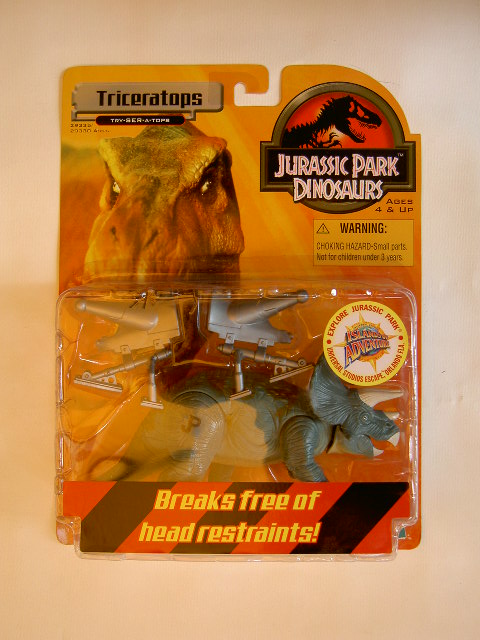 Triceratops
TRY-SER-A-TOPS
JURASSIC PARK™
DINOSAURS
AGES
4 & UP
⚠ WARNING:
CHOKING HAZARD-Small parts.
Not for children under 3 years.
EXPLORE JURASSIC PARK®
ISLANDS OF
ADVENTURE
UNIVERSAL STUDIOS ESCAPE, ORLANDO FLA.
Breaks free of
head restraints!